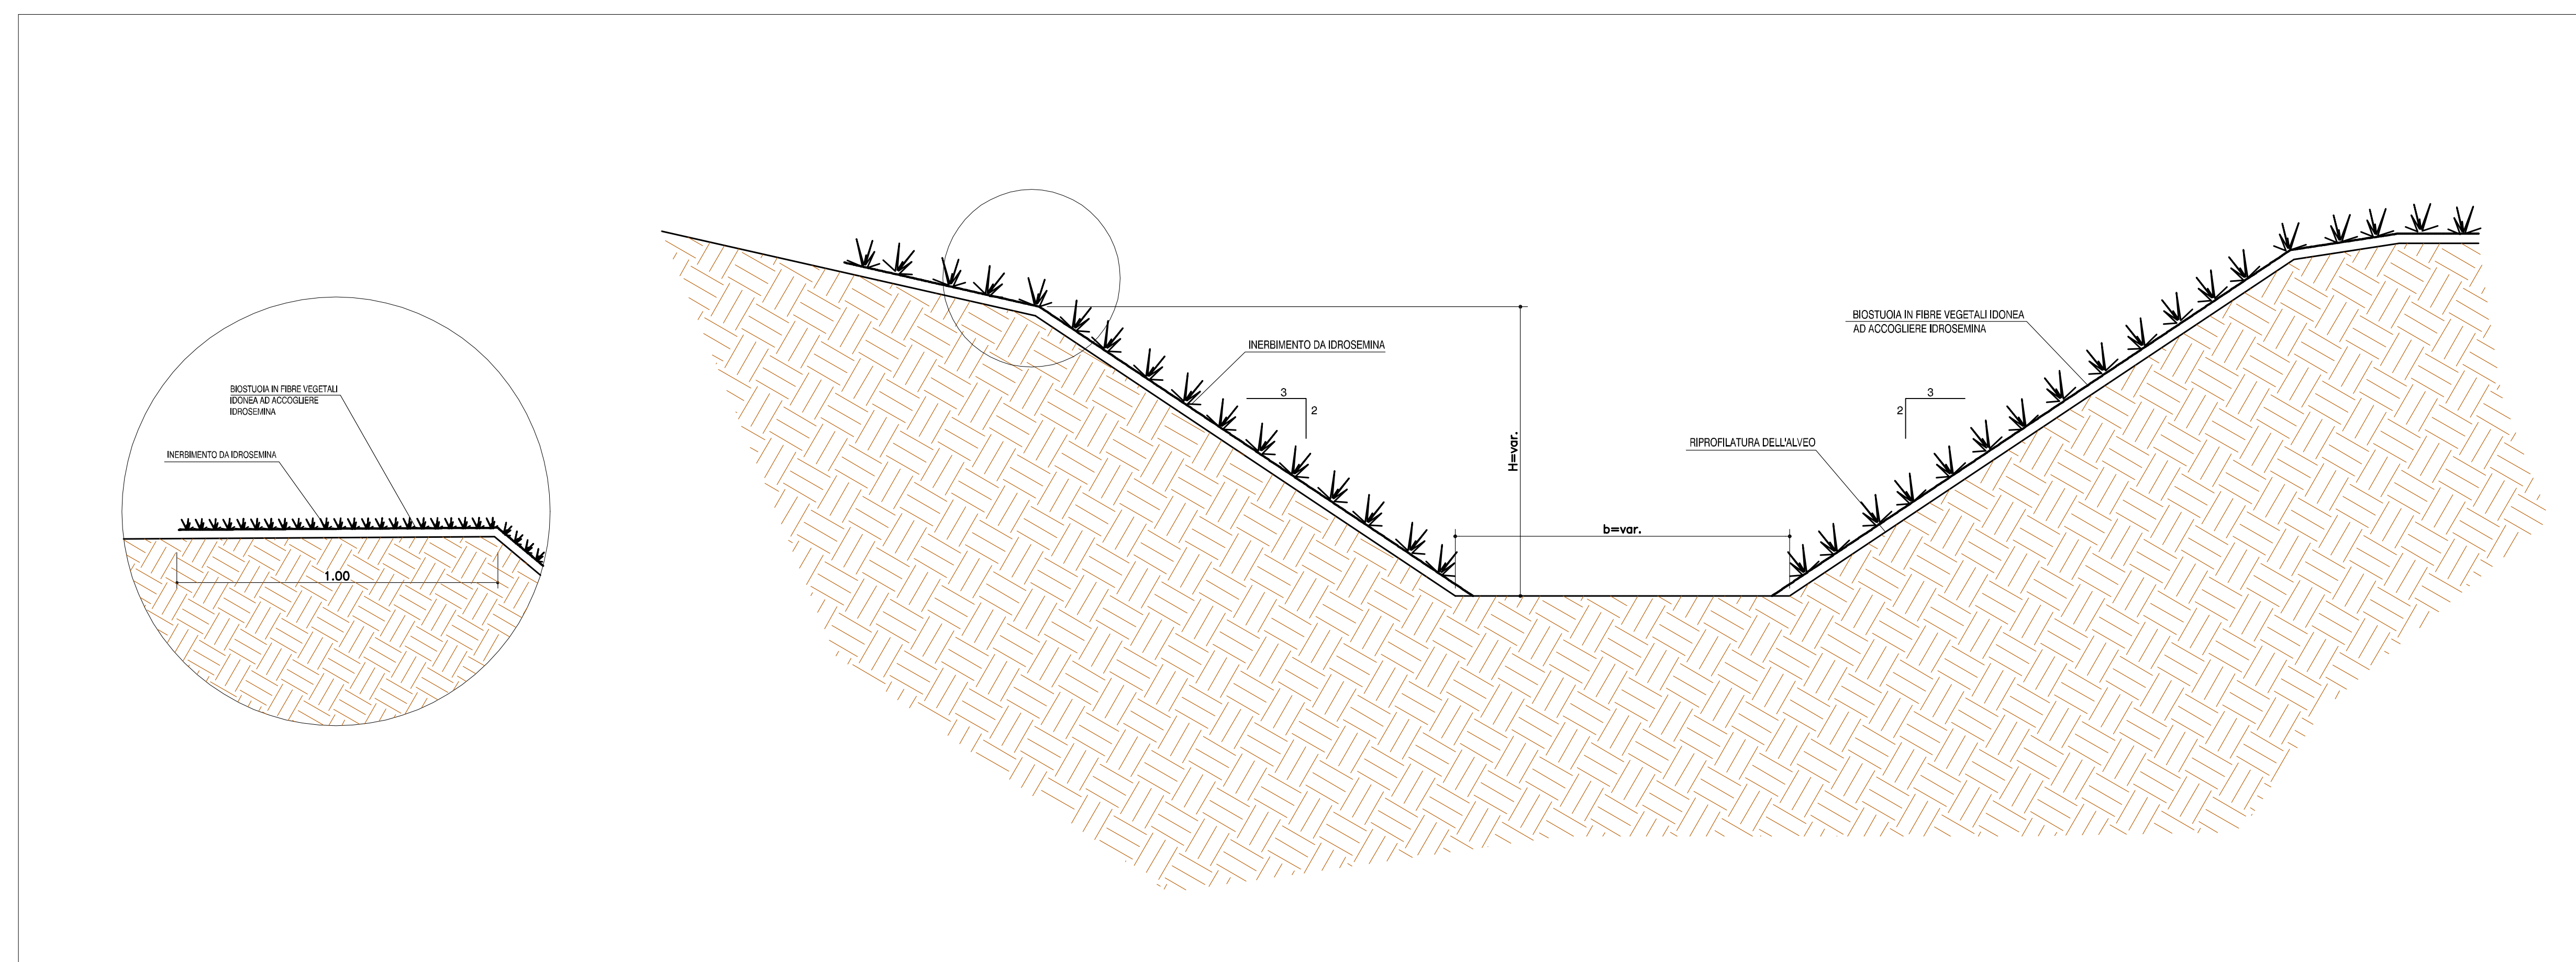 BIOSTUOIA IN FIBRE VEGETALI
IDONEA AD ACCOGLIERE
IDROSEMINA
INERBIMENTO DA IDROSEMINA
1.00
INERBIMENTO DA IDROSEMINA
3
2
H=var.
b=var.
BIOSTUOIA IN FIBRE VEGETALI IDONEA
AD ACCOGLIERE IDROSEMINA
3
2
RIPROFILATURA DELL'ALVEO